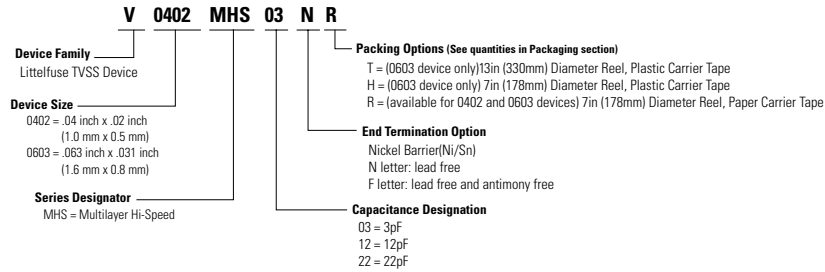 V 0402 MHS 03 N R
Device Family
Littelfuse TVSS Device
Device Size
0402 = .04 inch x .02 inch
(1.0 mm x 0.5 mm)
0603 = .063 inch x .031 inch
(1.6 mm x 0.8 mm)
Series Designator
MHS = Multilayer Hi-Speed
Packing Options (See quantities in Packaging section)
T = (0603 device only)13in (330mm) Diameter Reel, Plastic Carrier Tape
H = (0603 device only) 7in (178mm) Diameter Reel, Plastic Carrier Tape
R = (available for 0402 and 0603 devices) 7in (178mm) Diameter Reel, Paper Carrier Tape
End Termination Option
Nickel Barrier(Ni/Sn)
N letter: lead free
F letter: lead free and antimony free
Capacitance Designation
03 = 3pF
12 = 12pF
22 = 22pF